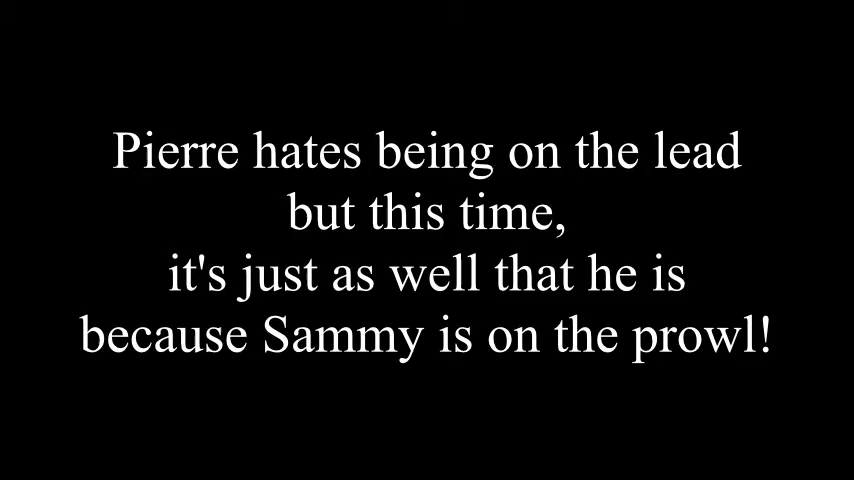 Pierre hates being on the lead
but this time,
it's just as well that he is
because Sammy is on the prowl!